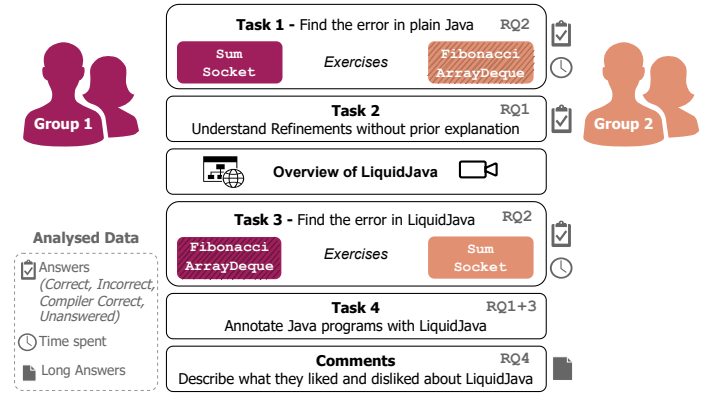 Task 1 - Find the error in plain Java RQ2
Sum
Socket
Exercises
Fibonacci
ArrayDeque
Group 1
Group 2
Task 2 RQ1
Understand Refinements without prior explanation
Overview of LiquidJava
Task 3 - Find the error in LiquidJava RQ2
Fibonacci
ArrayDeque
Exercises
Sum
Socket
Analysed Data
Answers
(Correct, Incorrect,
Compiler Correct,
Unanswered)
Time spent
Long Answers
Task 4 RQ1+3
Annotate Java programs with LiquidJava
Comments RQ4
Describe what they liked and disliked about LiquidJava